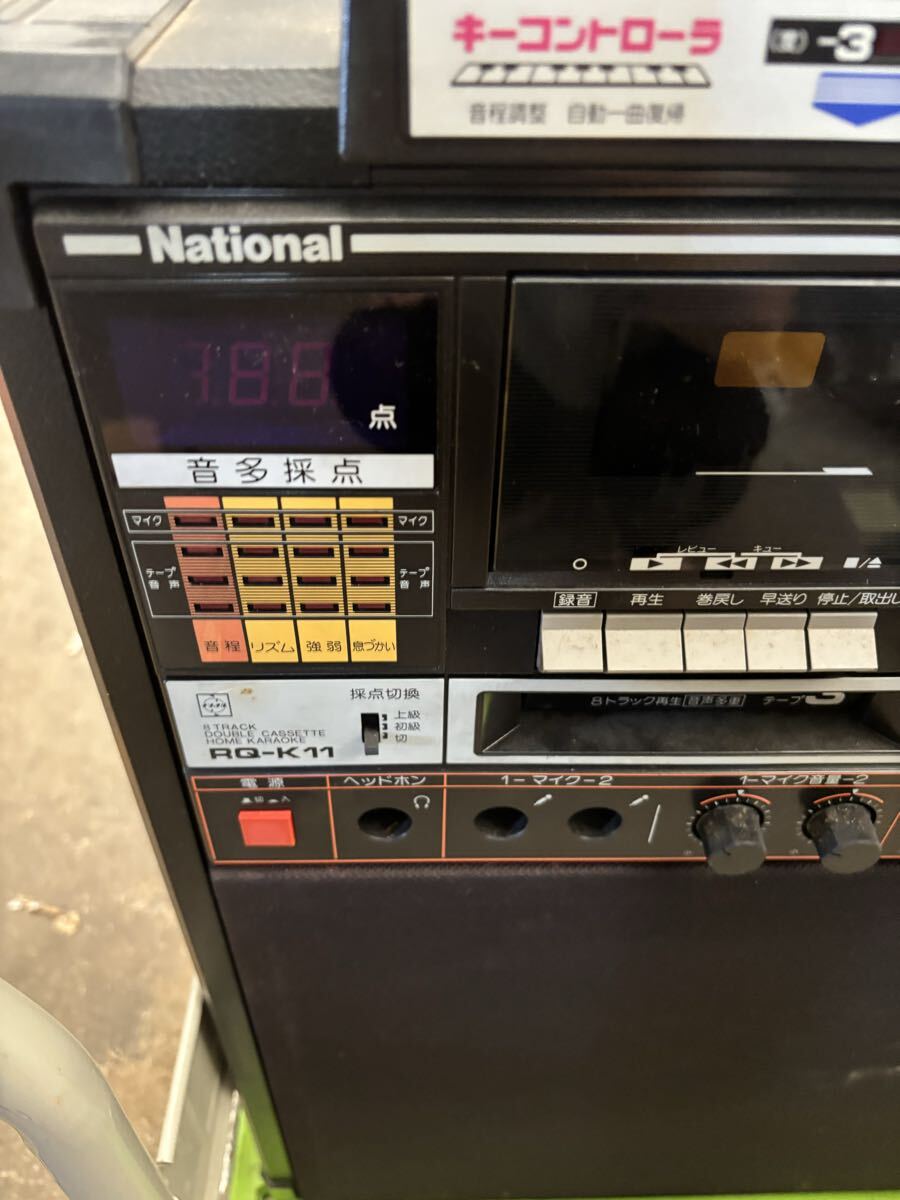 キーコントローラ
(度) -3
音程調整 自動一曲復帰
National
188
点
音多採点
マイク マイク
テープ音声 テープ音声
音程 リズム 強弱 息づかい
レビュー キュー
録音 再生 巻戻し 早送り 停止/取出し
採点切換
上級
初級
切
8 TRACK
DOUBLE CASSETTE
HOME KARAOKE
RQ-K11
8トラック再生 音声多重 テープ3
電源 ヘッドホン 1-マイク-2 1-マイク音量-2
切 入